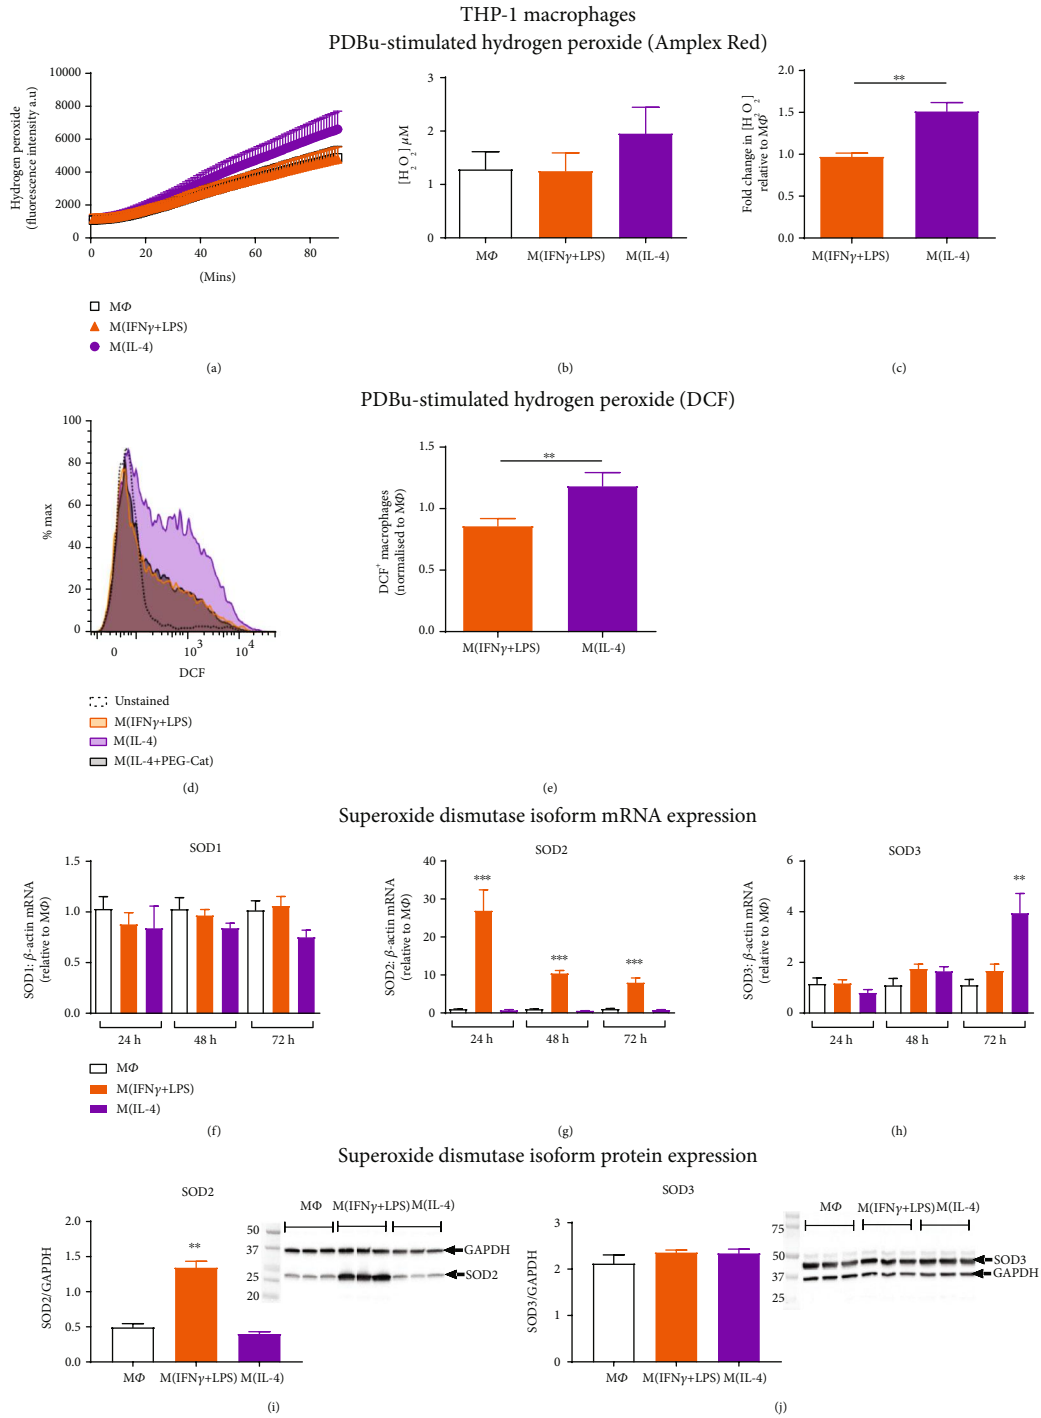 THP-1 macrophages
PDBu-stimulated hydrogen peroxide (Amplex Red)
Hydrogen peroxide
(fluorescence intensity a.u)
10000
8000
6000
4000
2000
0
0 20 40 60 80
(Mins)
MΦ
M(IFNγ+LPS)
M(IL-4)
(a)
[H2O2] μM
3
2
1
0
MΦ M(IFNγ+LPS) M(IL-4)
(b)
Fold change in [H2O2]
relative to MΦ
2.0
1.5
1.0
0.5
0.0
**
M(IFNγ+LPS) M(IL-4)
(c)
PDBu-stimulated hydrogen peroxide (DCF)
% max
100
80
60
40
20
0
0 10³ 10⁴
DCF
Unstained
M(IFNγ+LPS)
M(IL-4)
M(IL-4+PEG-Cat)
(d)
DCF⁺ macrophages
(normalised to MΦ)
1.5
1.0
0.5
0.0
**
M(IFNγ+LPS) M(IL-4)
(e)
Superoxide dismutase isoform mRNA expression
SOD1
SOD1: β-actin mRNA
(relative to MΦ)
1.5
1.0
0.5
0.0
24 h 48 h 72 h
MΦ
M(IFNγ+LPS)
M(IL-4)
(f)
SOD2
SOD2: β-actin mRNA
(relative to MΦ)
40
30
20
10
0
*** *** ***
24 h 48 h 72 h
(g)
SOD3
SOD3: β-actin mRNA
(relative to MΦ)
6
4
2
0
**
24 h 48 h 72 h
(h)
Superoxide dismutase isoform protein expression
SOD2
SOD2/GAPDH
2.0
1.5
1.0
0.5
0.0
**
MΦ M(IFNγ+LPS) M(IL-4)
MΦ M(IFNγ+LPS) M(IL-4)
50
37
25
20
GAPDH
SOD2
(i)
SOD3
SOD3/GAPDH
3
2
1
0
MΦ M(IFNγ+LPS) M(IL-4)
MΦ M(IFNγ+LPS) M(IL-4)
75
50
37
25
SOD3
GAPDH
(j)